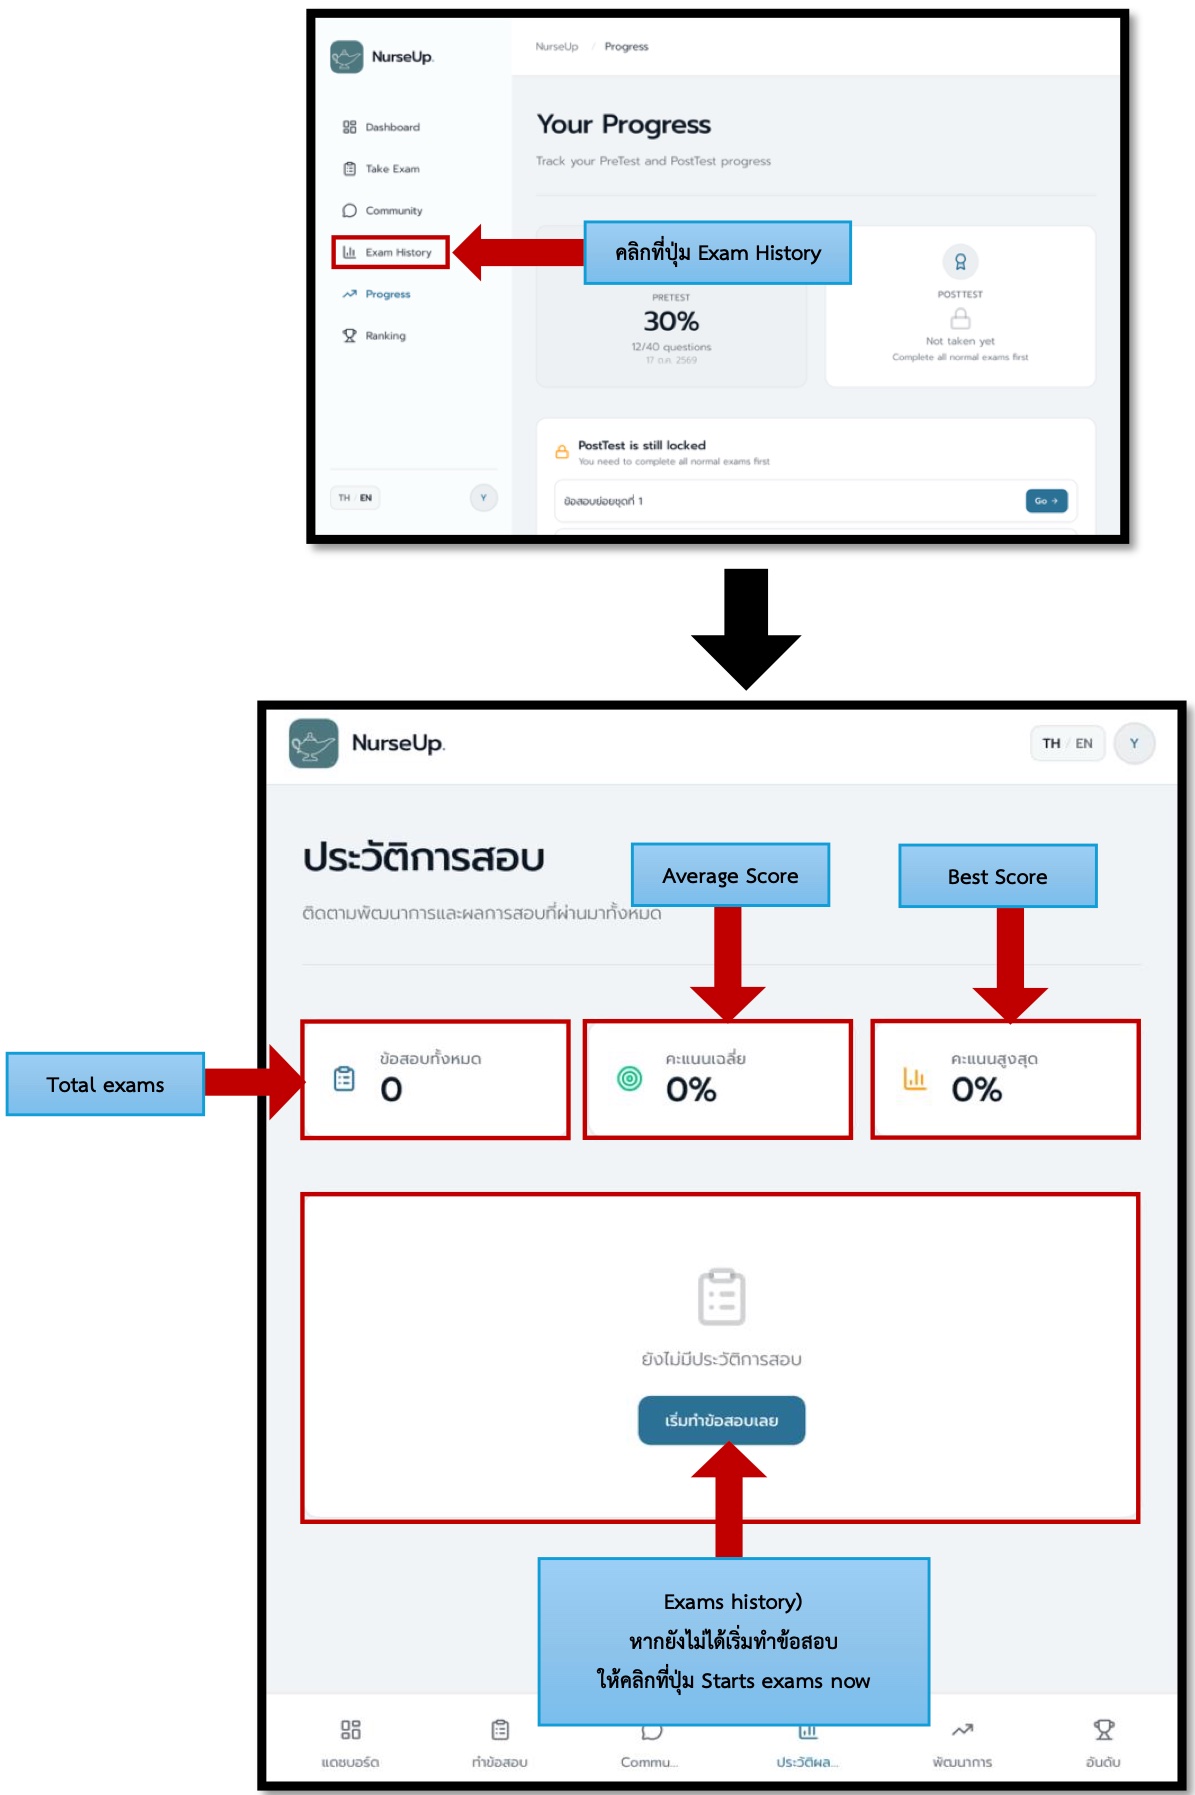 NurseUp.
NurseUp / Progress
Dashboard
Take Exam
Community
Exam History
Progress
Ranking
TH / EN
Y
Your Progress
Track your PreTest and PostTest progress
คลิกที่ปุ่ม Exam History
PRETEST
30%
12/40 questions
17 ต.ค. 2569
POSTTEST
Not taken yet
Complete all normal exams first
PostTest is still locked
You need to complete all normal exams first
ข้อสอบย่อยชุดที่ 1
Go →
NurseUp.
TH / EN
Y
ประวัติการสอบ
ติดตามพัฒนาการและผลการสอบที่ผ่านมาทั้งหมด
Average Score
Best Score
Total exams
ข้อสอบทั้งหมด
0
คะแนนเฉลี่ย
0%
คะแนนสูงสุด
0%
ยังไม่มีประวัติการสอบ
เริ่มทำข้อสอบเลย
Exams history)
หากยังไม่ได้เริ่มทำข้อสอบ
ให้คลิกที่ปุ่ม Starts exams now
แดชบอร์ด
ทำข้อสอบ
Commu...
ประวัติผล...
พัฒนาการ
อันดับ